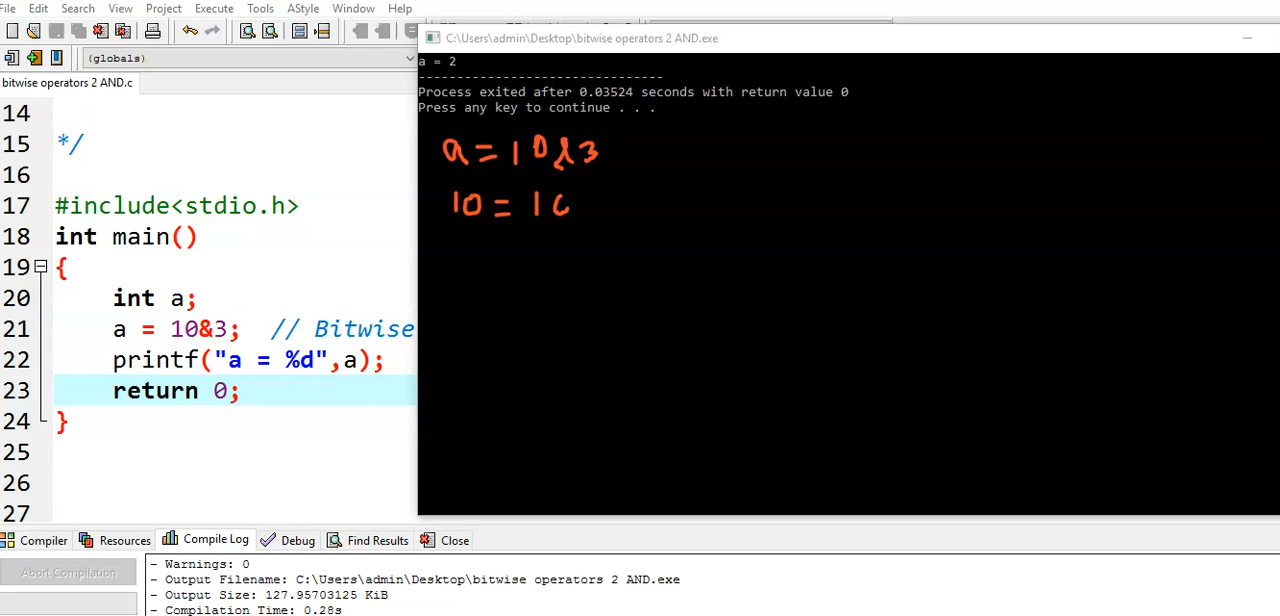 File Edit Search View Project Execute Tools AStyle Window Help
(globals)
bitwise operators 2 AND.c
14
15 */
16
17 #include<stdio.h>
18 int main()
19 {
20 int a;
21 a = 10&3; // Bitwise
22 printf("a = %d",a);
23 return 0;
24 }
25
26
27
C:\Users\admin\Desktop\bitwise operators 2 AND.exe
a = 2
--------------------------------
Process exited after 0.03524 seconds with return value 0
Press any key to continue . . .
a = 10&3
10 = 10
Compiler Resources Compile Log Debug Find Results Close
Abort Compilation
- Warnings: 0
- Output Filename: C:\Users\admin\Desktop\bitwise operators 2 AND.exe
- Output Size: 127.95703125 KiB
- Compilation Time: 0.28s